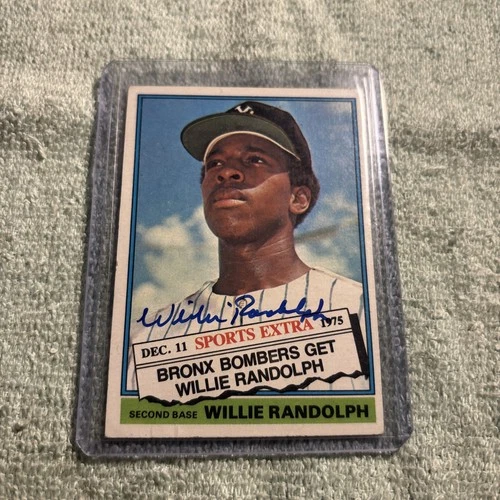 Willie Randolph
DEC. 11 SPORTS EXTRA 1975
BRONX BOMBERS GET
WILLIE RANDOLPH
SECOND BASE WILLIE RANDOLPH